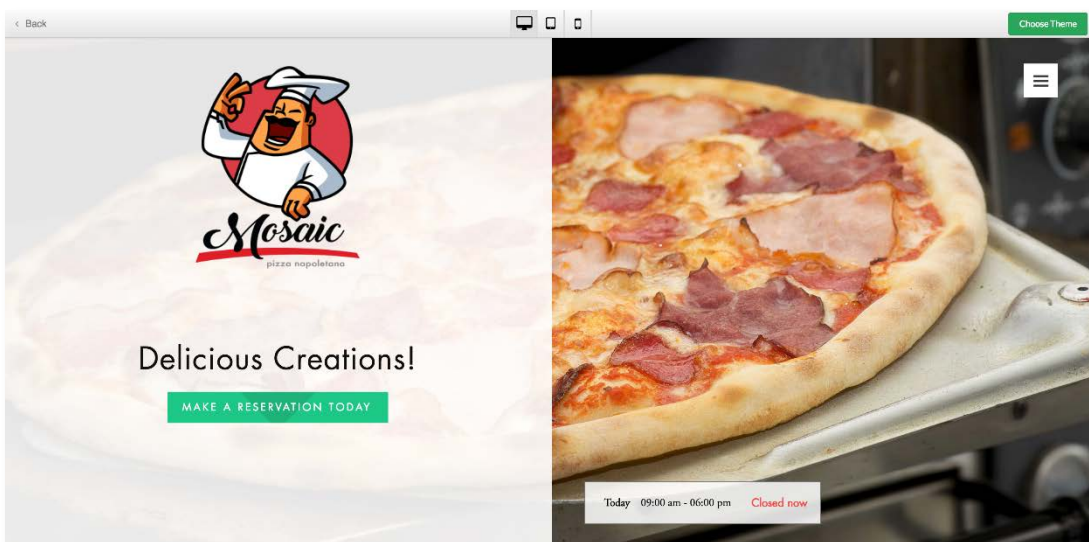 < Back
Choose Theme
Mosaic
pizza napoletana
Delicious Creations!
MAKE A RESERVATION TODAY
Today 09:00 am - 06:00 pm Closed now